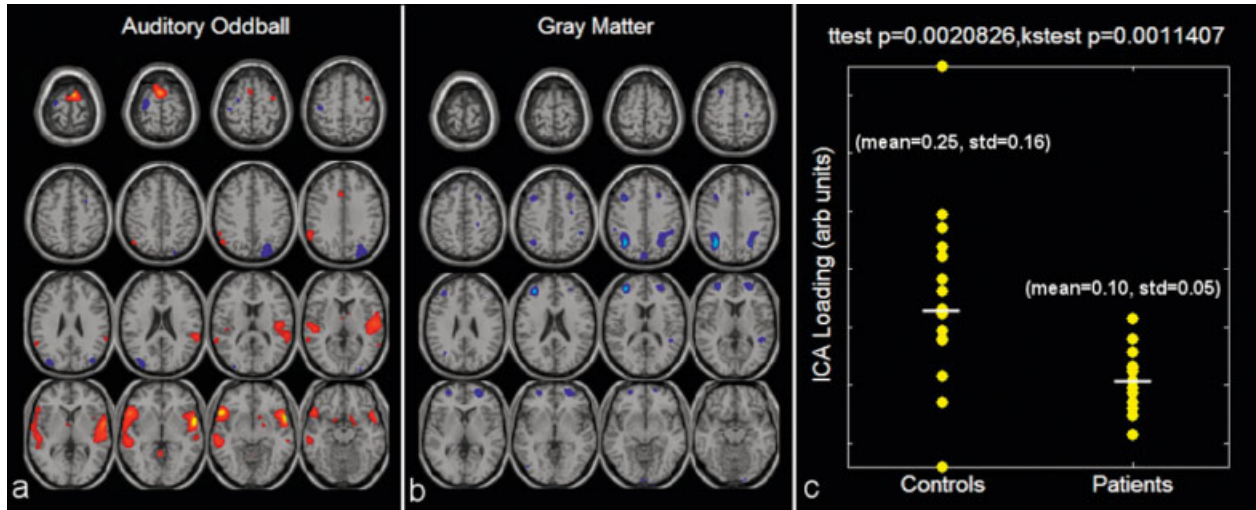 Auditory Oddball
a
Gray Matter
b
ttest p=0.0020826,kstest p=0.0011407
(mean=0.25, std=0.16)
(mean=0.10, std=0.05)
ICA Loading (arb units)
Controls
Patients
c